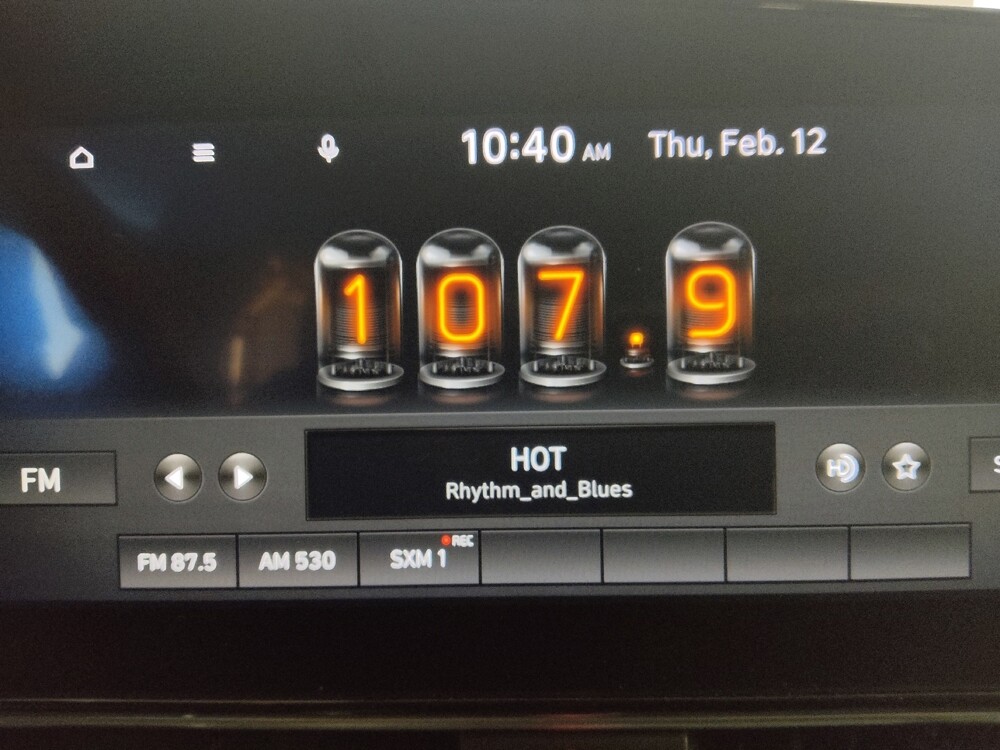 10:40 AM Thu, Feb. 12
107.9
FM
HOT
Rhythm_and_Blues
HD
S
FM 87.5
AM 530
REC
SXM 1